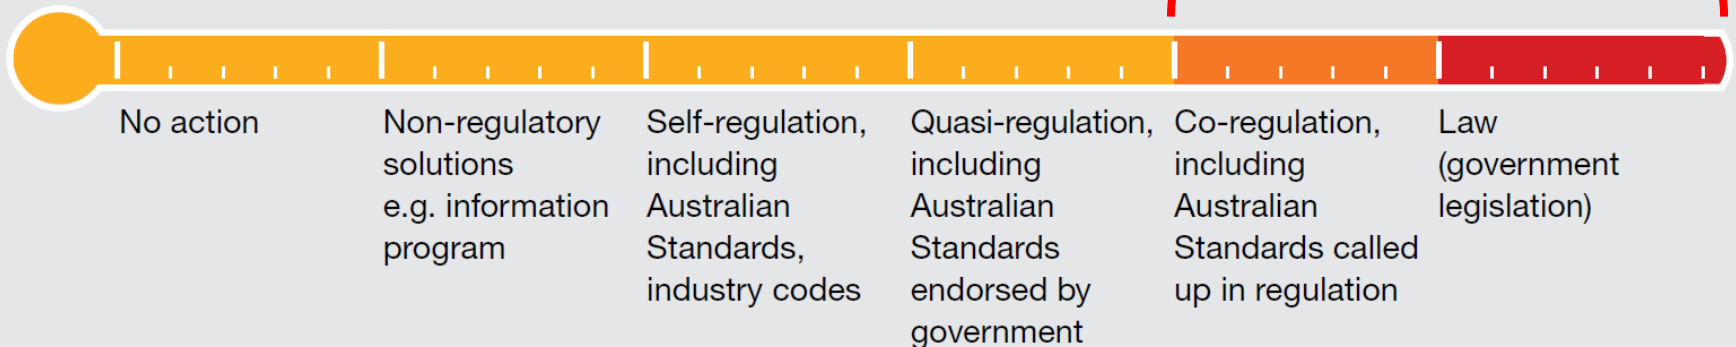 No action
Non-regulatory
solutions
e.g. information
program
Self-regulation,
including
Australian
Standards,
industry codes
Quasi-regulation,
including
Australian
Standards
endorsed by
government
Co-regulation,
including
Australian
Standards called
up in regulation
Law
(government
legislation)